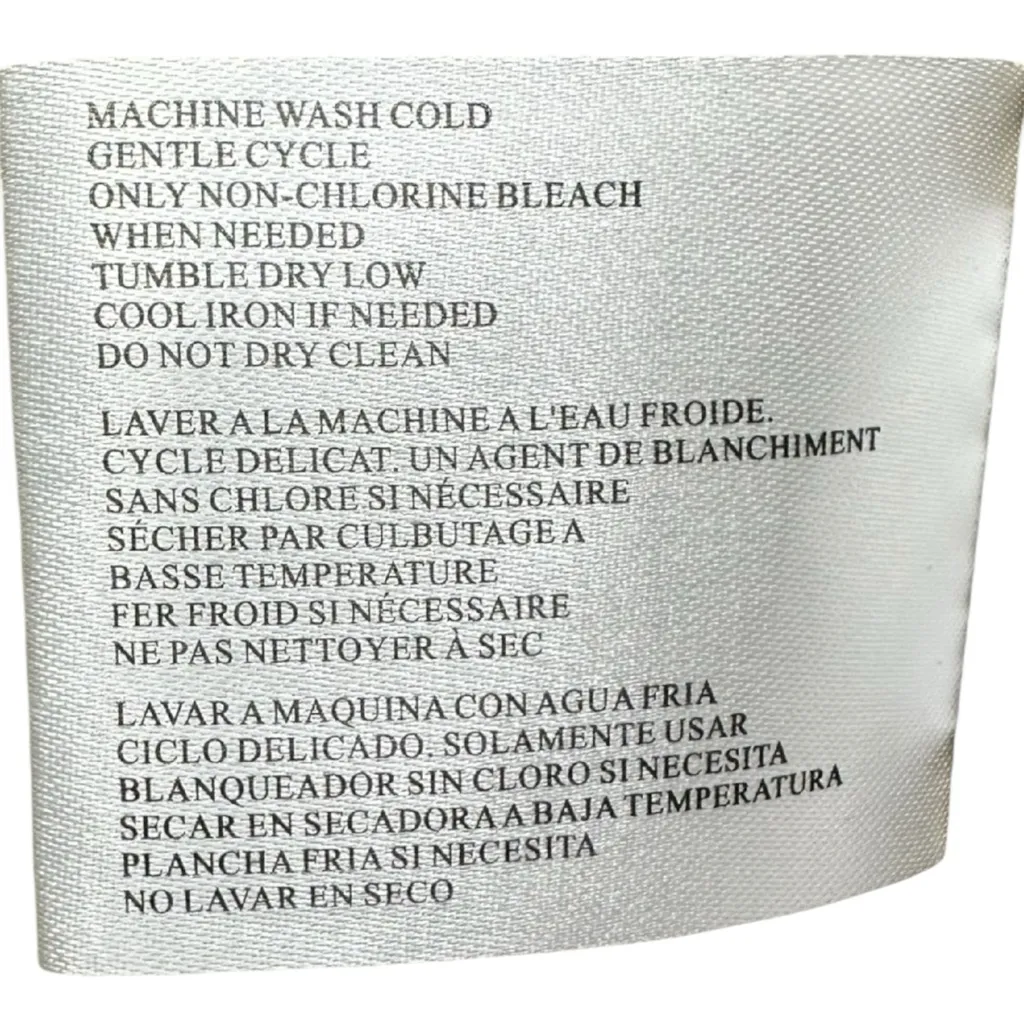 MACHINE WASH COLD
GENTLE CYCLE
ONLY NON-CHLORINE BLEACH
WHEN NEEDED
TUMBLE DRY LOW
COOL IRON IF NEEDED
DO NOT DRY CLEAN
LAVER A LA MACHINE A L'EAU FROIDE.
CYCLE DELICAT. UN AGENT DE BLANCHIMENT
SANS CHLORE SI NÉCESSAIRE
SÉCHER PAR CULBUTAGE A
BASSE TEMPERATURE
FER FROID SI NÉCESSAIRE
NE PAS NETTOYER À SEC
LAVAR A MAQUINA CON AGUA FRIA
CICLO DELICADO. SOLAMENTE USAR
BLANQUEADOR SIN CLORO SI NECESITA
SECAR EN SECADORA A BAJA TEMPERATURA
PLANCHA FRIA SI NECESITA
NO LAVAR EN SECO